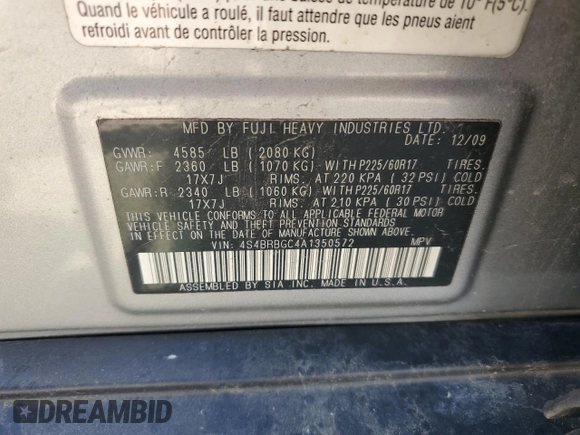 Quand le véhicule a roulé, il faut attendre que les pneus aient
refroidi avant de contrôler la pression.
MFD BY FUJI HEAVY INDUSTRIES LTD.
DATE: 12/09
GVWR: 4585 LB (2080 KG)
GAWR:F 2360 LB (1070 KG) WITH P225/60R17 TIRES.
17X7J RIMS. AT 220 KPA (32 PSI) COLD
GAWR:R 2340 LB (1060 KG) WITH P225/60R17 TIRES.
17X7J RIMS. AT 210 KPA (30 PSI) COLD
THIS VEHICLE CONFORMS TO ALL APPLICABLE FEDERAL MOTOR
VEHICLE SAFETY AND THEFT PREVENTION STANDARDS IN EFFECT
ON THE DATE OF MANUFACTURE SHOWN ABOVE.
VIN: 4S4BRBGC4A1350572 MPV
ASSEMBLED BY SIA INC. MADE IN U.S.A.
DREAMBID